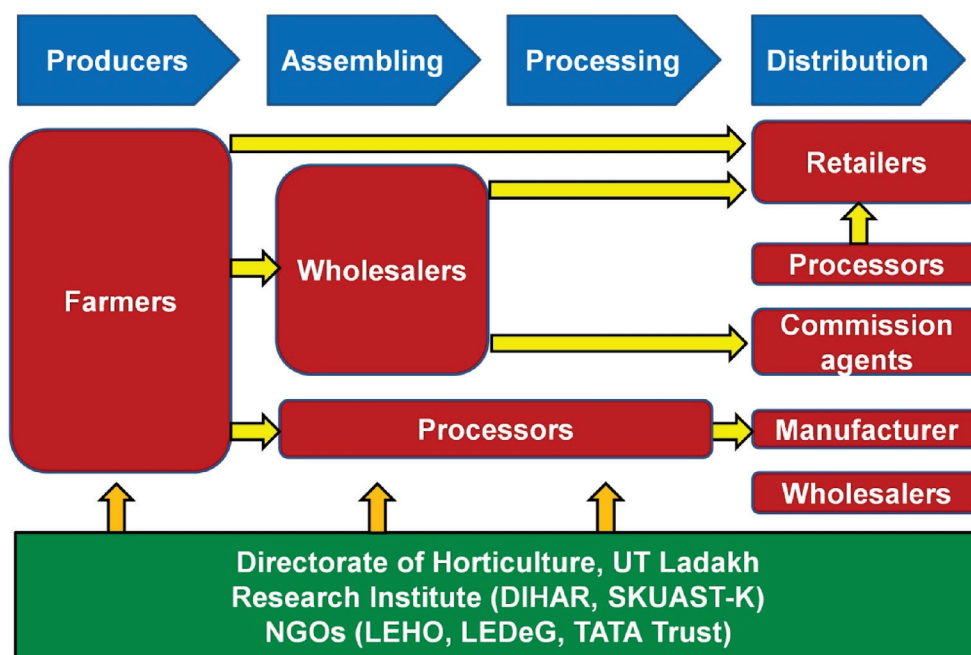 Producers
Assembling
Processing
Distribution
Farmers
Wholesalers
Retailers
Processors
Commission
agents
Processors
Manufacturer
Wholesalers
Directorate of Horticulture, UT Ladakh
Research Institute (DIHAR, SKUAST-K)
NGOs (LEHO, LEDeG, TATA Trust)